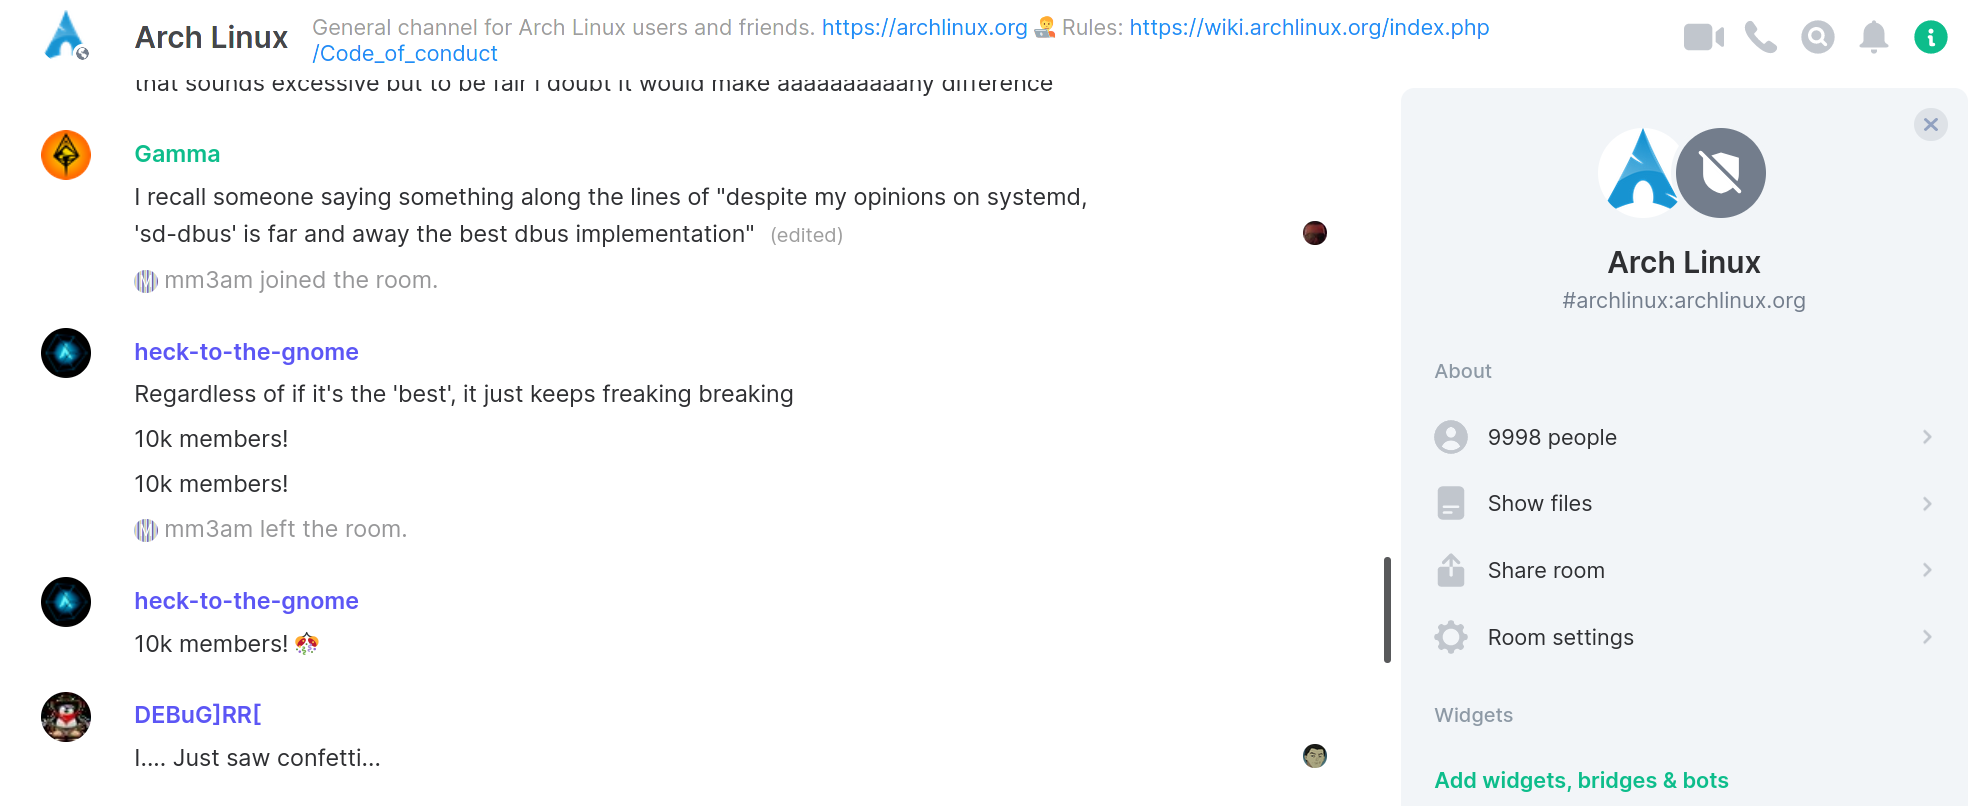 Arch Linux
General channel for Arch Linux users and friends. https://archlinux.org 🧑‍💻 Rules: https://wiki.archlinux.org/index.php
/Code_of_conduct
that sounds excessive but to be fair I doubt it would make aaaaaaaaaany difference
Gamma
I recall someone saying something along the lines of "despite my opinions on systemd,
'sd-dbus' is far and away the best dbus implementation" (edited)
mm3am joined the room.
heck-to-the-gnome
Regardless of if it's the 'best', it just keeps freaking breaking
10k members!
10k members!
mm3am left the room.
heck-to-the-gnome
10k members! 🎊
DEBuG]RR[
I.... Just saw confetti...
Arch Linux
#archlinux:archlinux.org
About
9998 people
Show files
Share room
Room settings
Widgets
Add widgets, bridges & bots